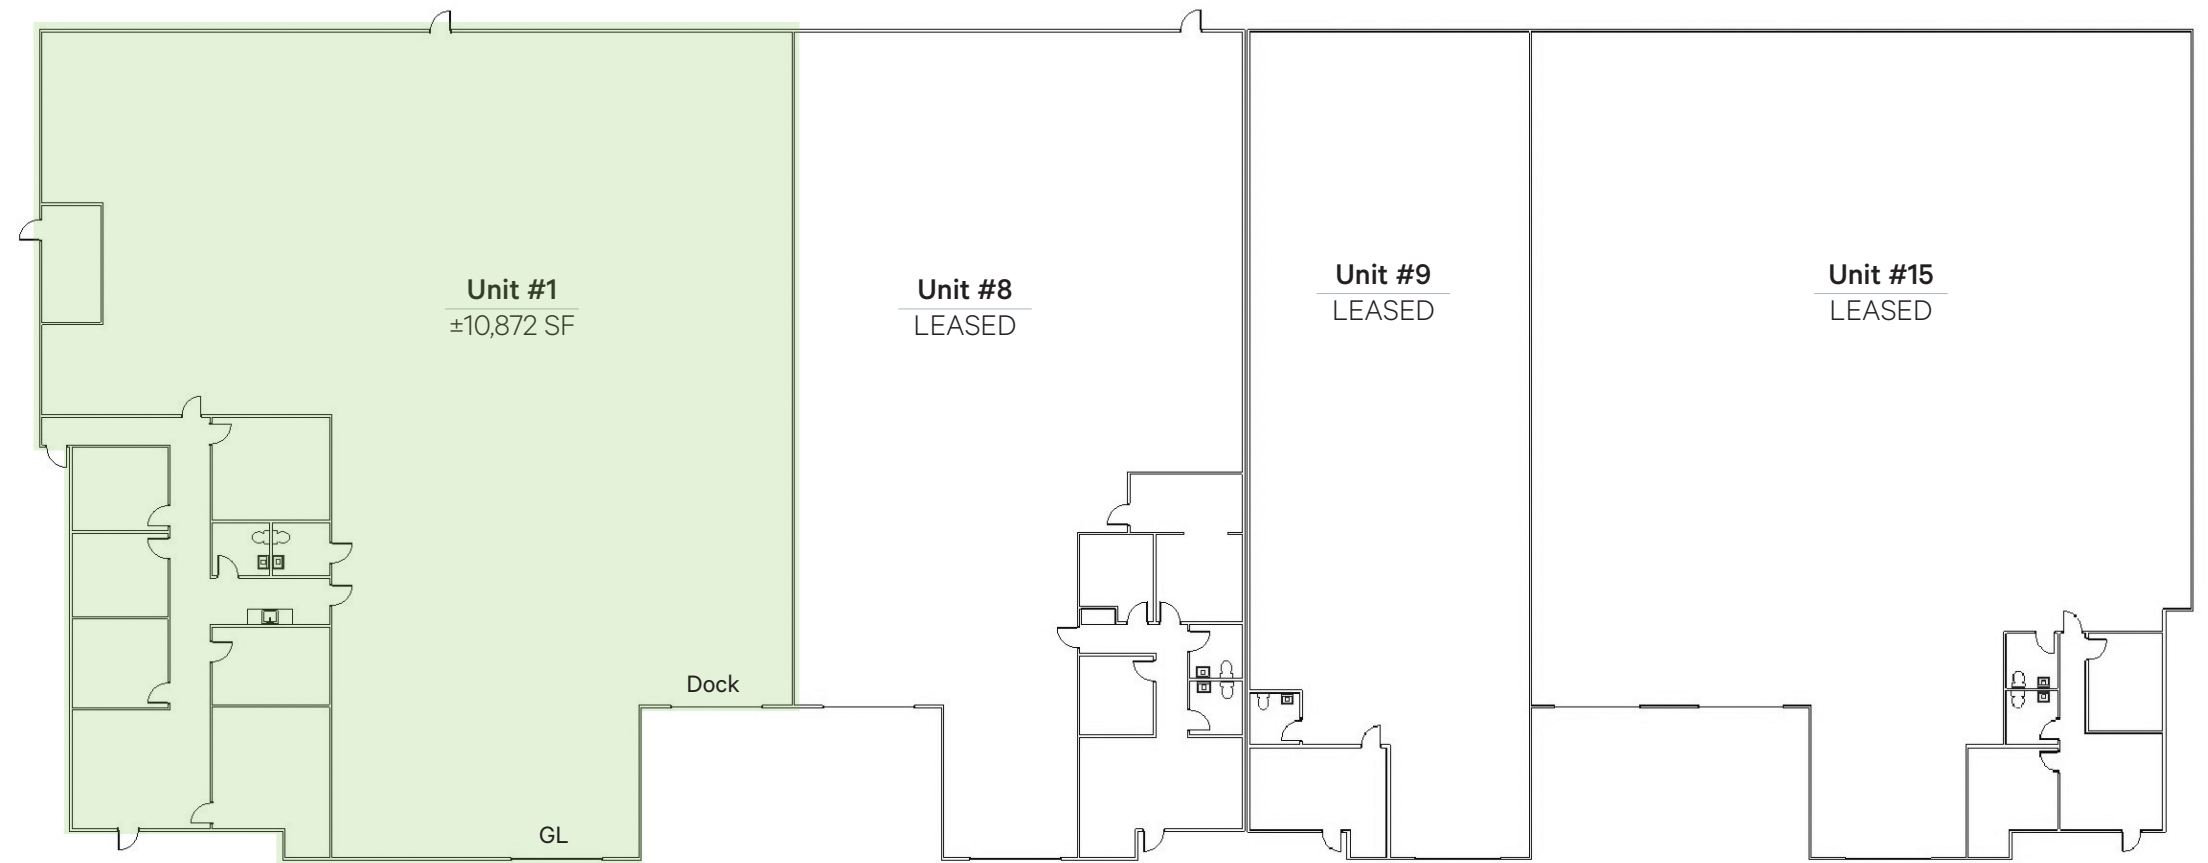 Unit #1
±10,872 SF
Unit #8
LEASED
Unit #9
LEASED
Unit #15
LEASED
Dock
GL